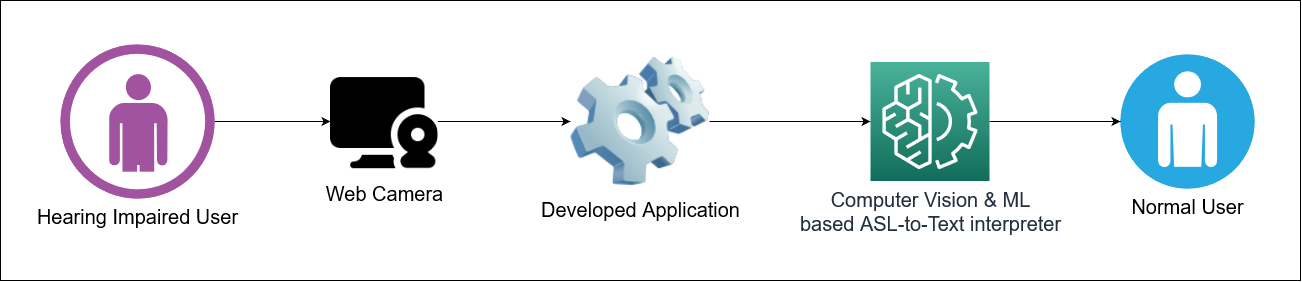 Hearing Impaired User
Web Camera
Developed Application
Computer Vision & ML
based ASL-to-Text interpreter
Normal User